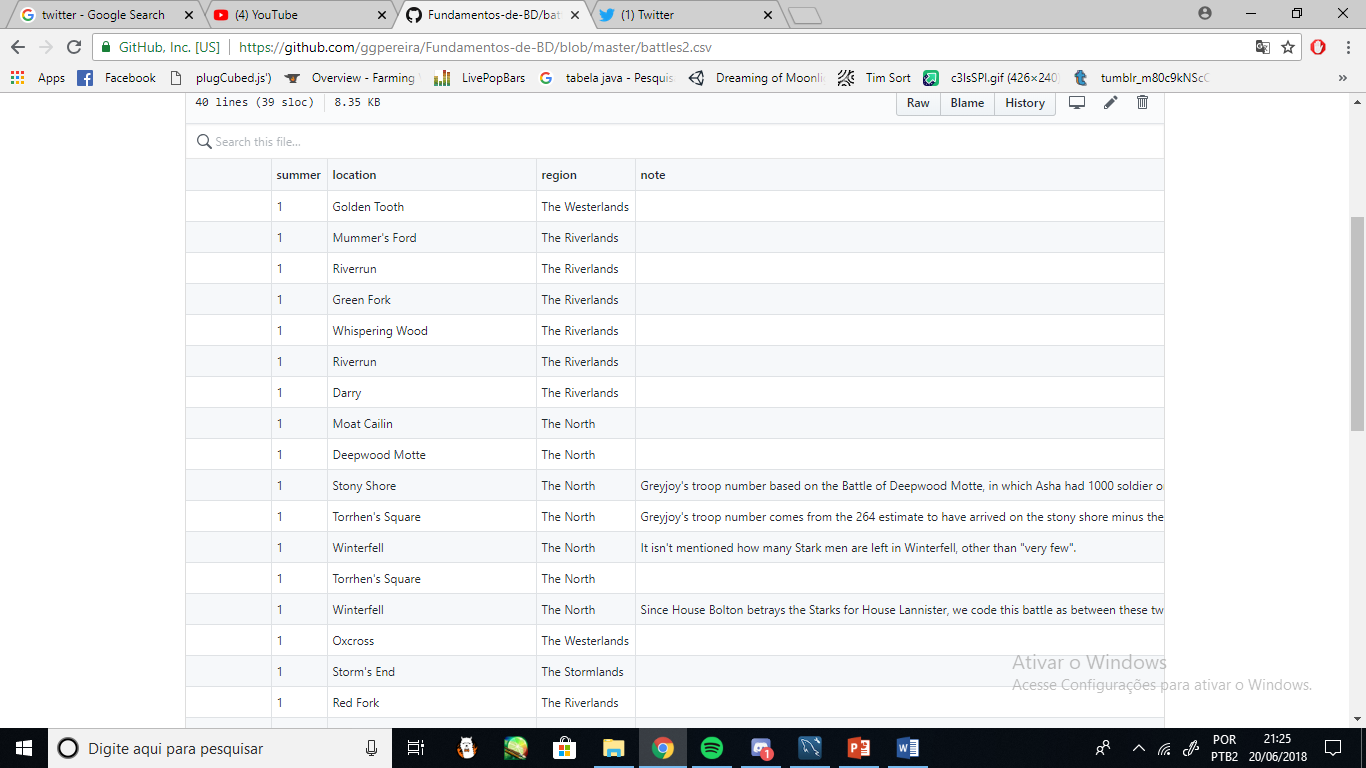 twitter - Google Search
(4) YouTube
Fundamentos-de-BD/bat
(1) Twitter
GitHub, Inc. [US] | https://github.com/ggpereira/Fundamentos-de-BD/blob/master/battles2.csv
Apps Facebook plugCubed.js') Overview - Farming LivePopBars tabela java - Pesquis Dreaming of Moonli Tim Sort c3IsSPl.gif (426×240 tumblr_m80c9kNScC »
40 lines (39 sloc) 8.35 KB Raw Blame History
Search this file...
summer location region note
1 Golden Tooth The Westerlands
1 Mummer's Ford The Riverlands
1 Riverrun The Riverlands
1 Green Fork The Riverlands
1 Whispering Wood The Riverlands
1 Riverrun The Riverlands
1 Darry The Riverlands
1 Moat Cailin The North
1 Deepwood Motte The North
1 Stony Shore The North Greyjoy's troop number based on the Battle of Deepwood Motte, in which Asha had 1000 soldier o
1 Torrhen's Square The North Greyjoy's troop number comes from the 264 estimate to have arrived on the stony shore minus the
1 Winterfell The North It isn't mentioned how many Stark men are left in Winterfell, other than "very few".
1 Torrhen's Square The North
1 Winterfell The North Since House Bolton betrays the Starks for House Lannister, we code this battle as between these tw
1 Oxcross The Westerlands
1 Storm's End The Stormlands
1 Red Fork The Riverlands
Ativar o Windows
Acesse Configurações para ativar o Windows.
Digite aqui para pesquisar
POR
PTB2
21:25
20/06/2018